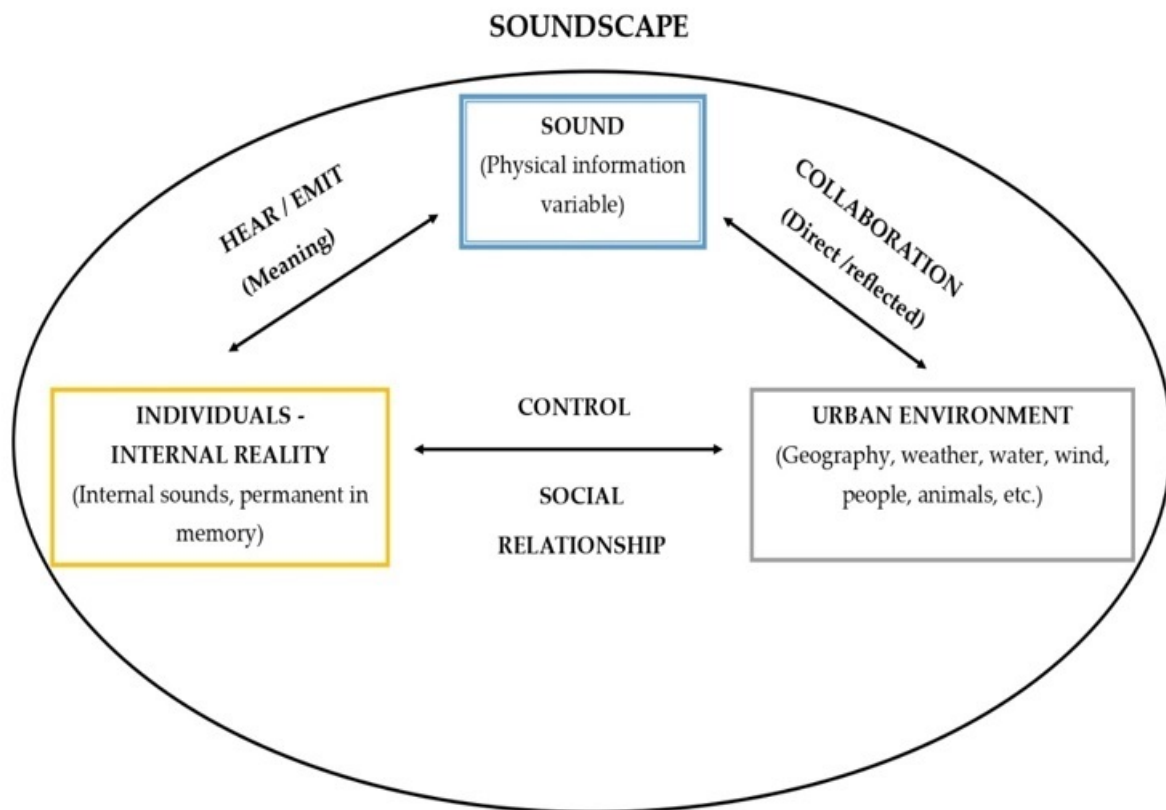 SOUNDSCAPE
SOUND
(Physical information
variable)
HEAR / EMIT
(Meaning)
COLLABORATION
(Direct /reflected)
INDIVIDUALS -
INTERNAL REALITY
(Internal sounds, permanent in
memory)
CONTROL
SOCIAL
RELATIONSHIP
URBAN ENVIRONMENT
(Geography, weather, water, wind,
people, animals, etc.)